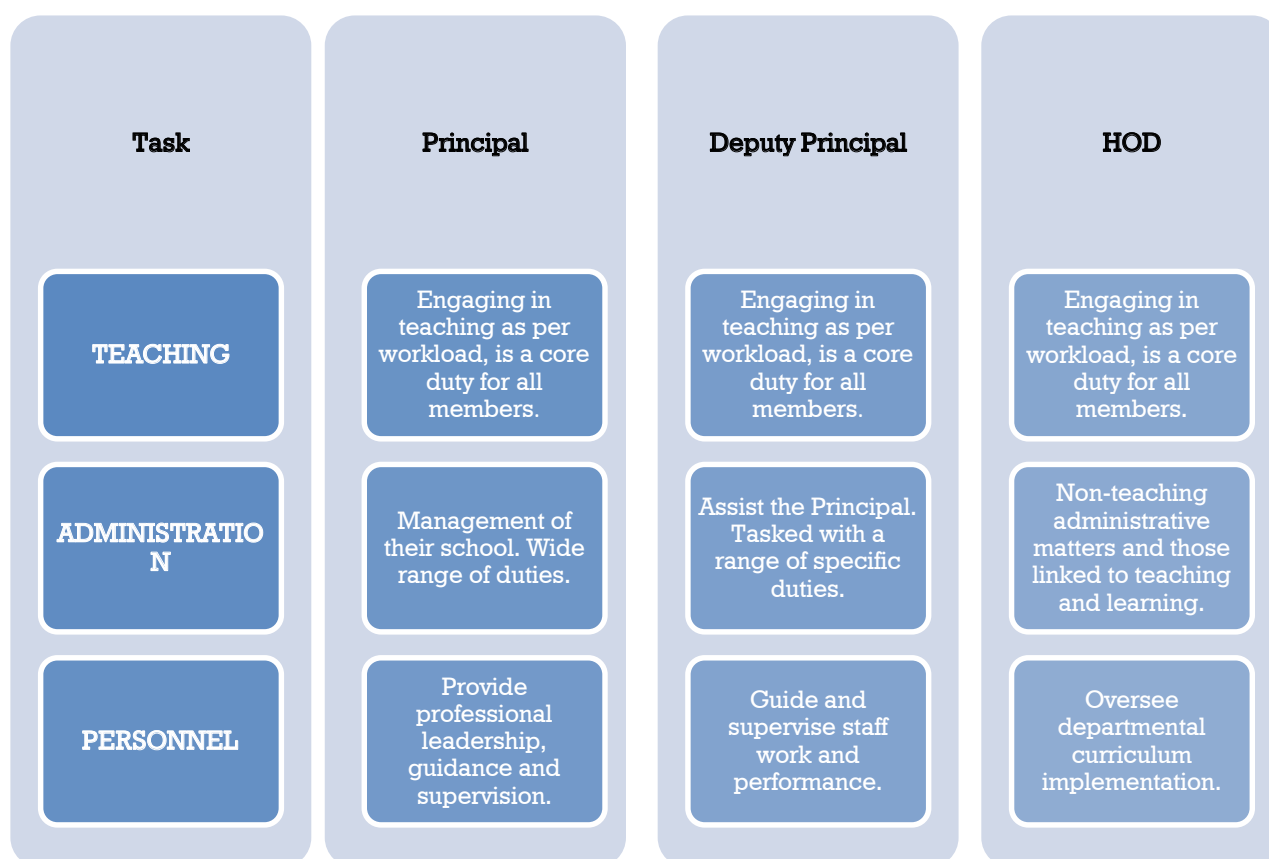 Task
Principal
Deputy Principal
HOD
TEACHING
Engaging in
teaching as per
workload, is a core
duty for all
members.
Engaging in
teaching as per
workload, is a core
duty for all
members.
Engaging in
teaching as per
workload, is a core
duty for all
members.
ADMINISTRATIO
N
Management of
their school. Wide
range of duties.
Assist the Principal.
Tasked with a
range of specific
duties.
Non-teaching
administrative
matters and those
linked to teaching
and learning.
PERSONNEL
Provide
professional
leadership,
guidance and
supervision.
Guide and
supervise staff
work and
performance.
Oversee
departmental
curriculum
implementation.